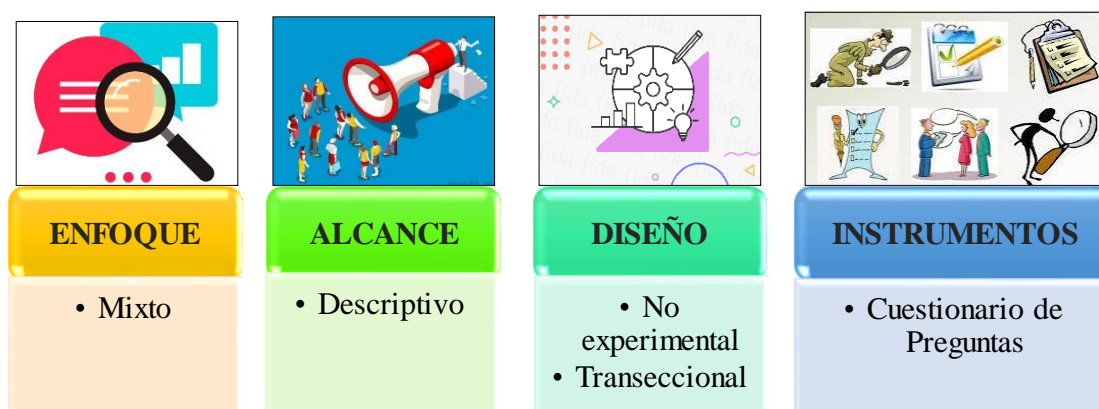 ENFOQUE
• Mixto
ALCANCE
• Descriptivo
DISEÑO
• No
experimental
• Transeccional
INSTRUMENTOS
• Cuestionario de
Preguntas